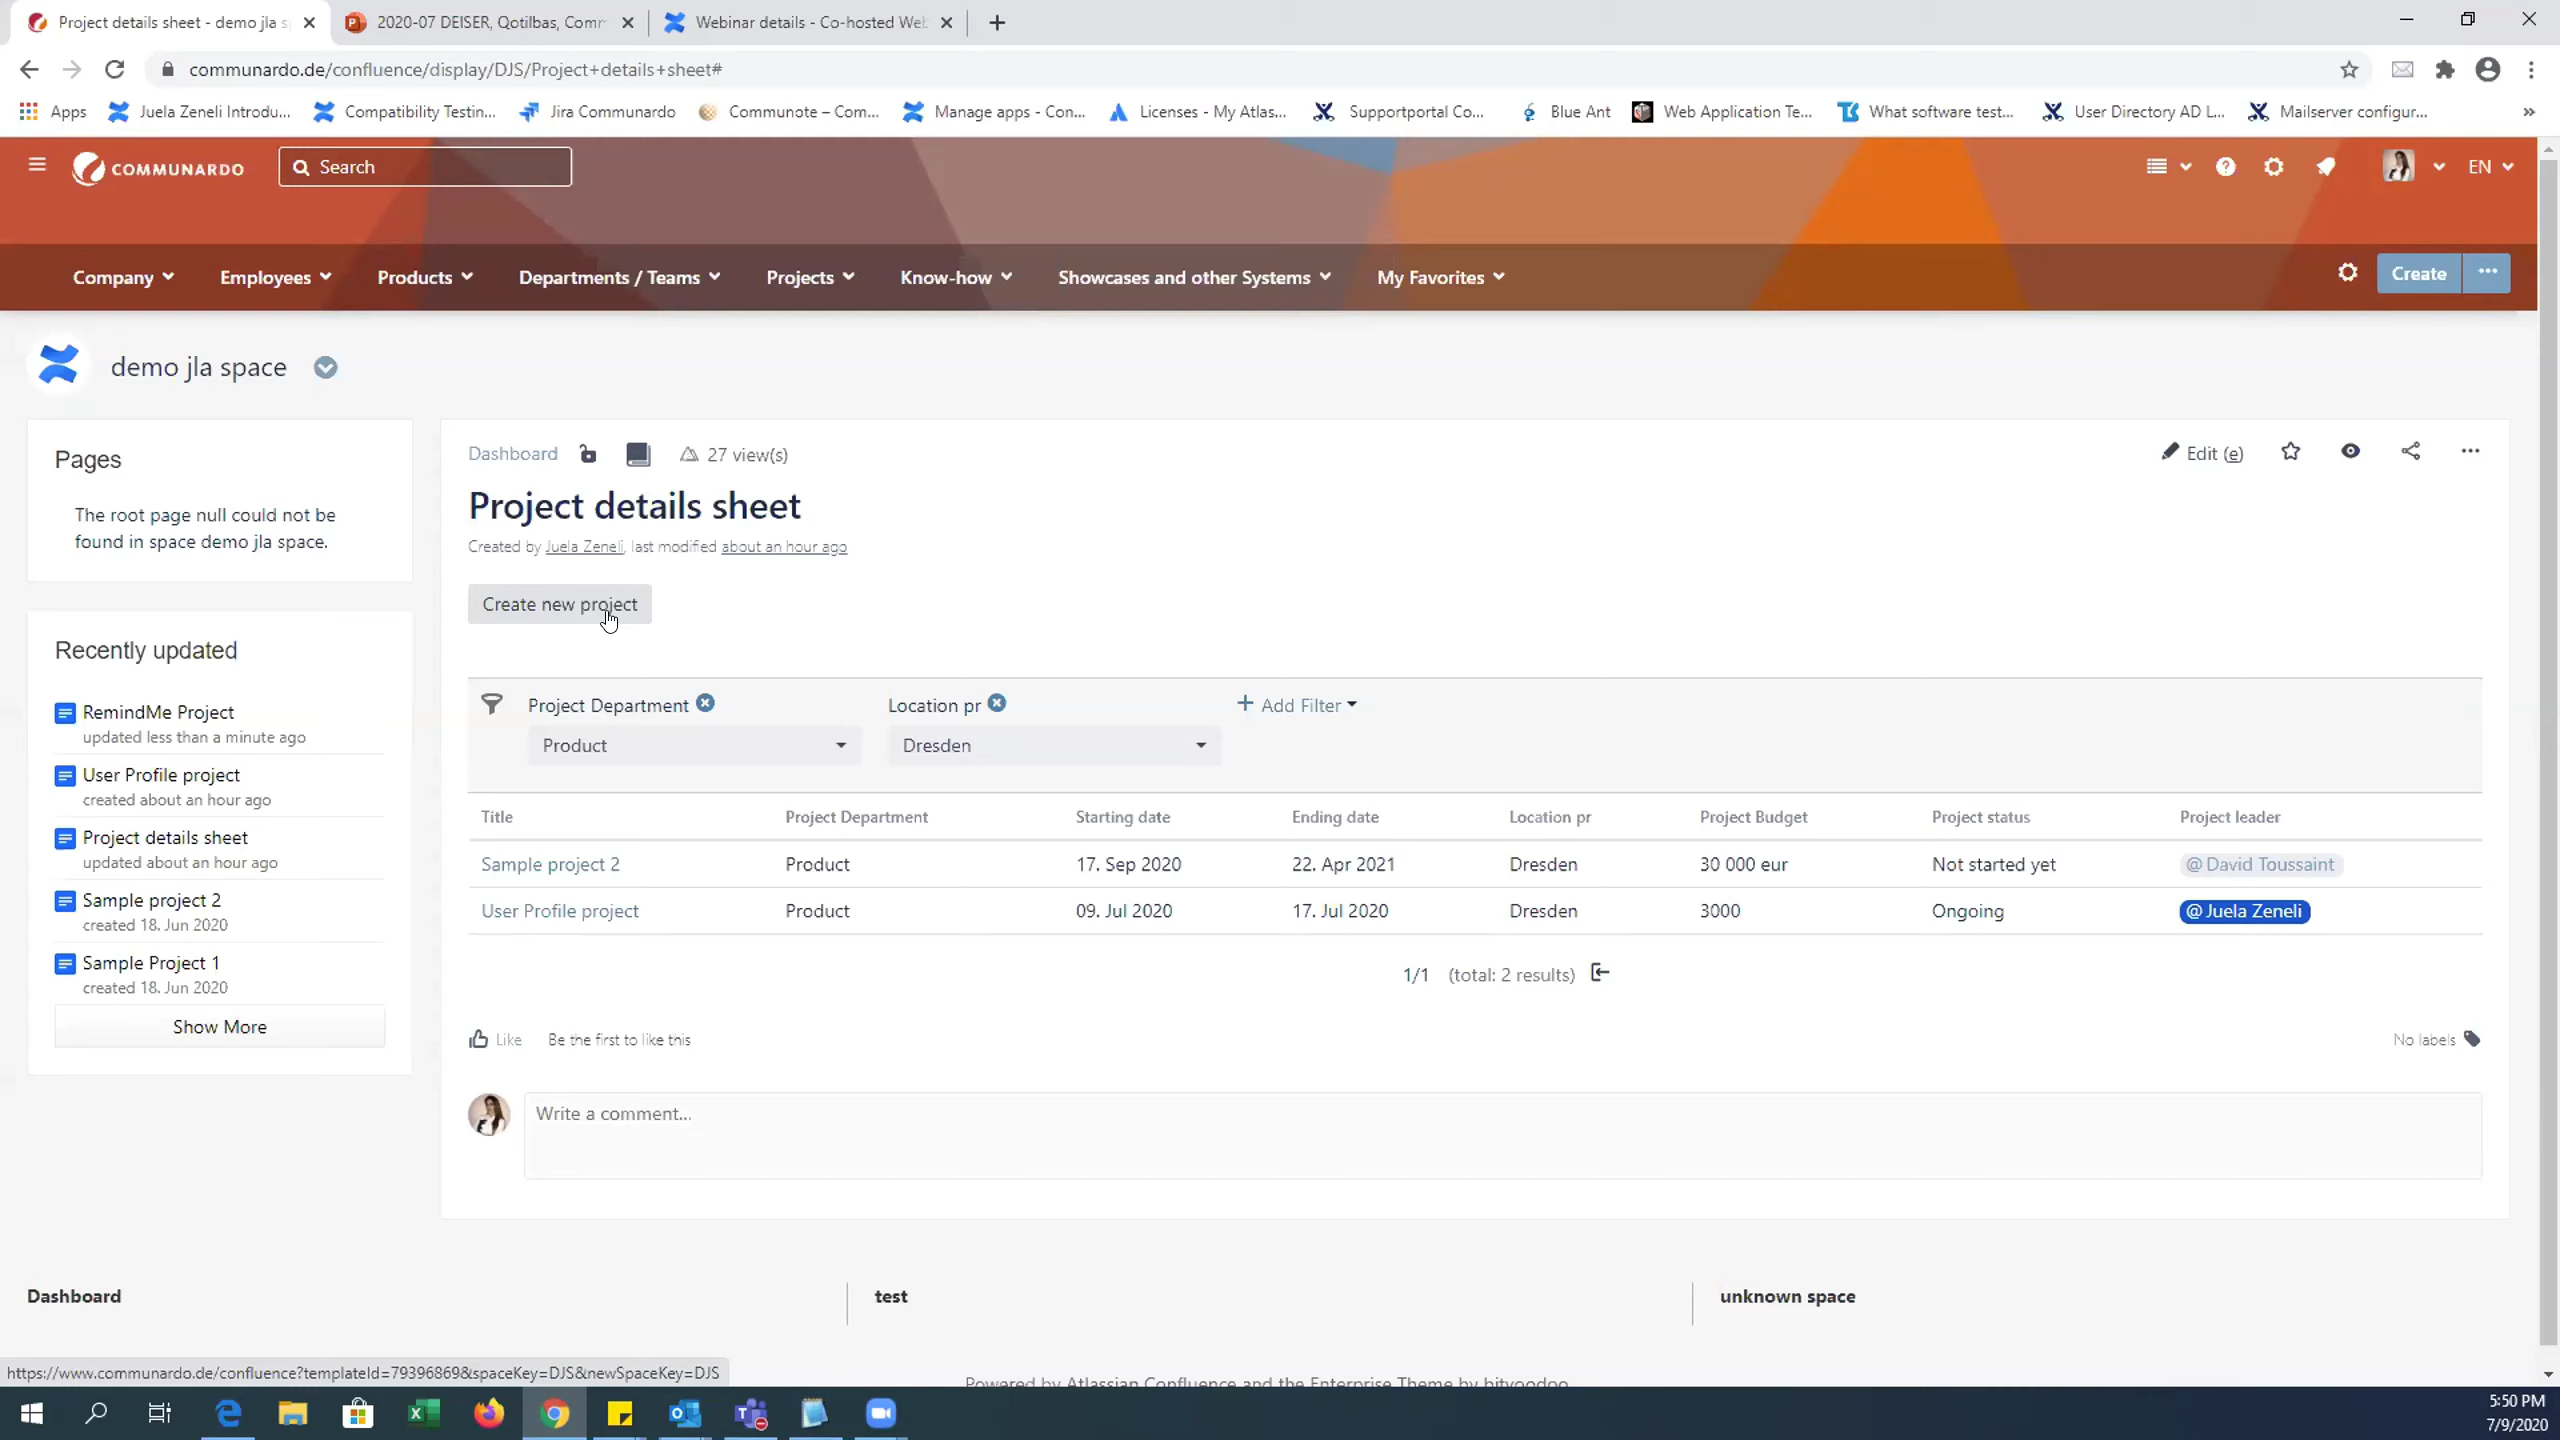 Project details sheet - demo jla s
2020-07 DEISER, Qotilbas, Comm
Webinar details - Co-hosted Web
communardo.de/confluence/display/DJS/Project+details+sheet#
Apps
Juela Zeneli Introdu...
Compatibility Testin...
Jira Communardo
Communote – Com...
Manage apps - Con...
Licenses - My Atlas...
Supportportal Co...
Blue Ant
Web Application Te...
What software test...
User Directory AD L...
Mailserver configur...
COMMUNARDO
Search
EN
Company
Employees
Products
Departments / Teams
Projects
Know-how
Showcases and other Systems
My Favorites
Create
demo jla space
Pages
The root page null could not be
found in space demo jla space.
Recently updated
RemindMe Project
updated less than a minute ago
User Profile project
created about an hour ago
Project details sheet
updated about an hour ago
Sample project 2
created 18. Jun 2020
Sample Project 1
created 18. Jun 2020
Show More
Dashboard 27 view(s)
Edit (e)
Project details sheet
Created by Juela Zeneli, last modified about an hour ago
Create new project
Project Department Location pr + Add Filter
Product Dresden
Title Project Department Starting date Ending date Location pr Project Budget Project status Project leader
Sample project 2 Product 17. Sep 2020 22. Apr 2021 Dresden 30 000 eur Not started yet @ David Toussaint
User Profile project Product 09. Jul 2020 17. Jul 2020 Dresden 3000 Ongoing @ Juela Zeneli
1/1 (total: 2 results)
Like Be the first to like this
No labels
Write a comment...
Dashboard
test
unknown space
https://www.communardo.de/confluence?templateId=79396869&spaceKey=DJS&newSpaceKey=DJS
Powered by Atlassian Confluence and the Enterprise Theme by bitvoodoo
5:50 PM
7/9/2020